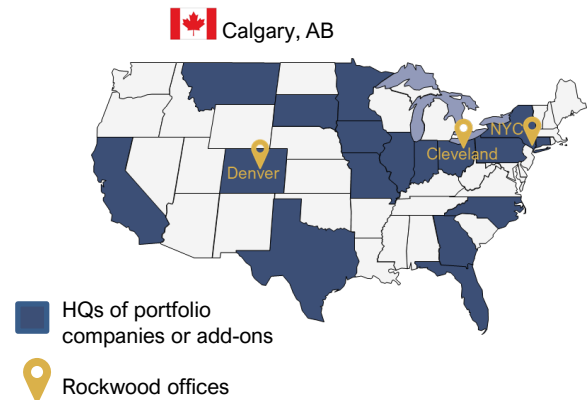 Calgary, AB
NYC
Cleveland
Denver
HQs of portfolio
companies or add-ons
Rockwood offices